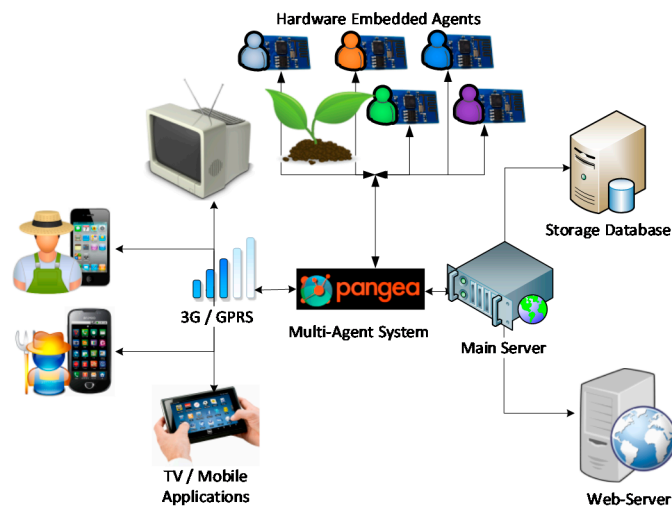 Hardware Embedded Agents
Storage Database
3G / GPRS
pangea
Multi-Agent System
Main Server
TV / Mobile
Applications
Web-Server